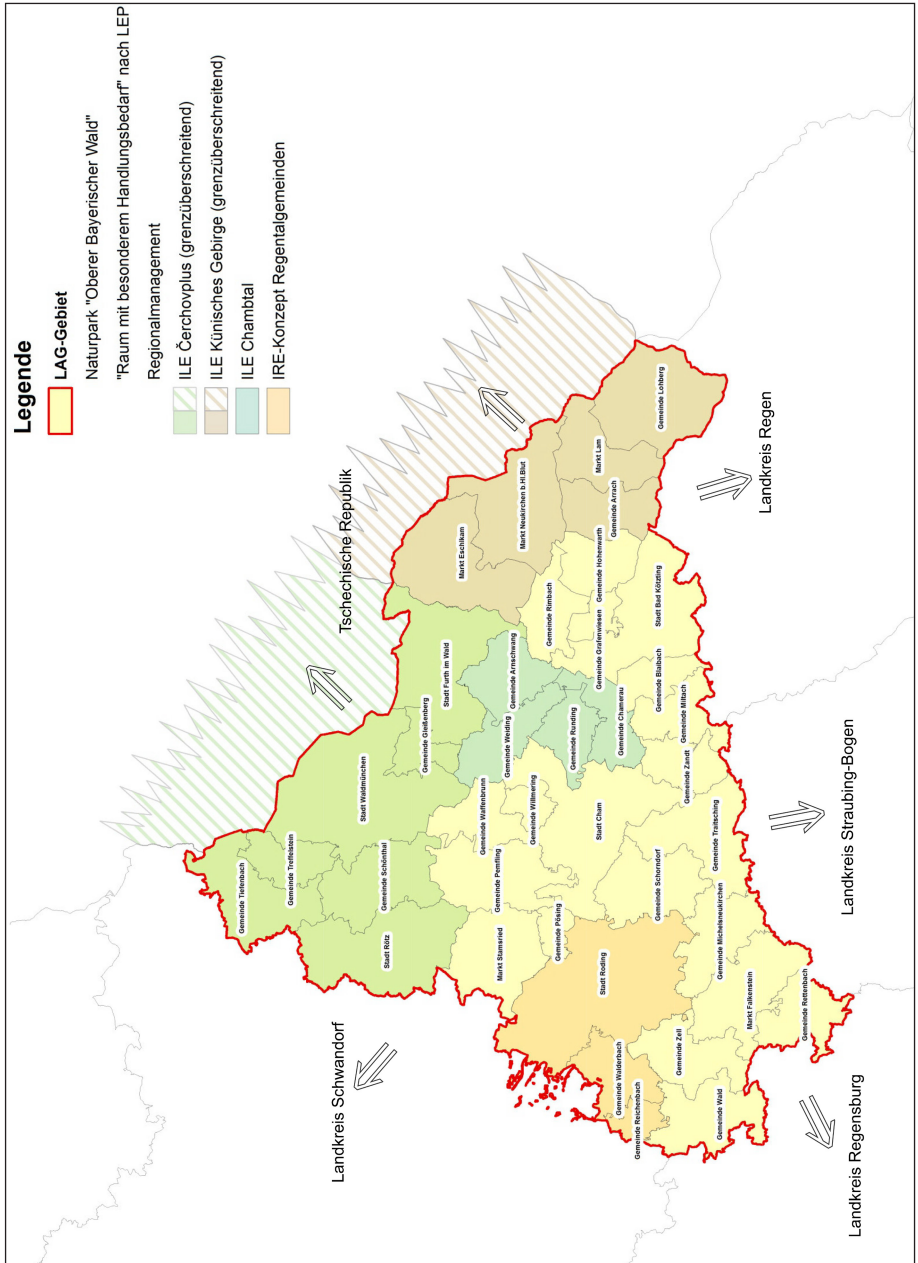 Legende
LAG-Gebiet
Naturpark "Oberer Bayerischer Wald"
"Raum mit besonderem Handlungsbedarf" nach LEP
Regionalmanagement
ILE Čerchovplus (grenzüberschreitend)
ILE Künisches Gebirge (grenzüberschreitend)
ILE Chambtal
IRE-Konzept Regentalgemeinden
Tschechische Republik
Landkreis Schwandorf
Landkreis Regensburg
Landkreis Straubing-Bogen
Landkreis Regen
Gemeinde Tiefenbach
Gemeinde Treffelstein
Stadt Waldmünchen
Gemeinde Schönthal
Stadt Rötz
Gemeinde Gleißenberg
Stadt Furth im Wald
Markt Eschlkam
Markt Neukirchen b.Hl.Blut
Markt Lam
Gemeinde Lohberg
Gemeinde Arrach
Gemeinde Hohenwarth
Gemeinde Grafenwiesen
Gemeinde Rimbach
Stadt Bad Kötzting
Gemeinde Arnschwang
Gemeinde Weiding
Gemeinde Runding
Gemeinde Chamerau
Gemeinde Blaibach
Gemeinde Miltach
Gemeinde Zandt
Gemeinde Waffenbrunn
Gemeinde Willmering
Stadt Cham
Gemeinde Pemfling
Markt Stamsried
Gemeinde Pösing
Gemeinde Schorndorf
Gemeinde Traitsching
Gemeinde Michelsneukirchen
Stadt Roding
Gemeinde Walderbach
Gemeinde Reichenbach
Gemeinde Zell
Gemeinde Wald
Markt Falkenstein
Gemeinde Rettenbach